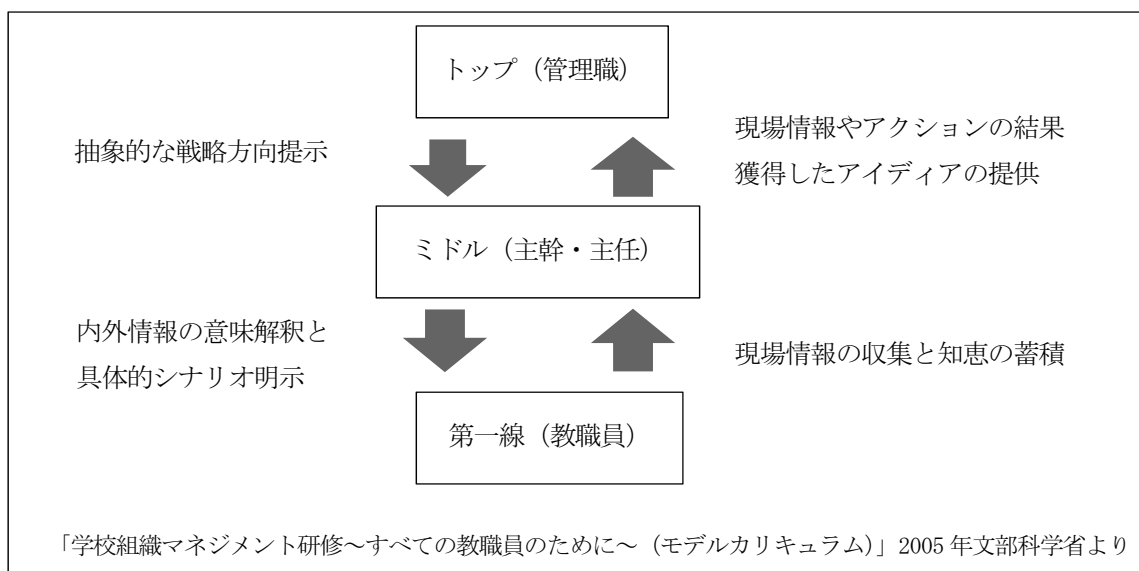 トップ（管理職）
抽象的な戦略方向提示
現場情報やアクションの結果
獲得したアイディアの提供
ミドル（主幹・主任）
内外情報の意味解釈と
具体的シナリオ明示
現場情報の収集と知恵の蓄積
第一線（教職員）
「学校組織マネジメント研修～すべての教職員のために～（モデルカリキュラム）」2005 年文部科学省より